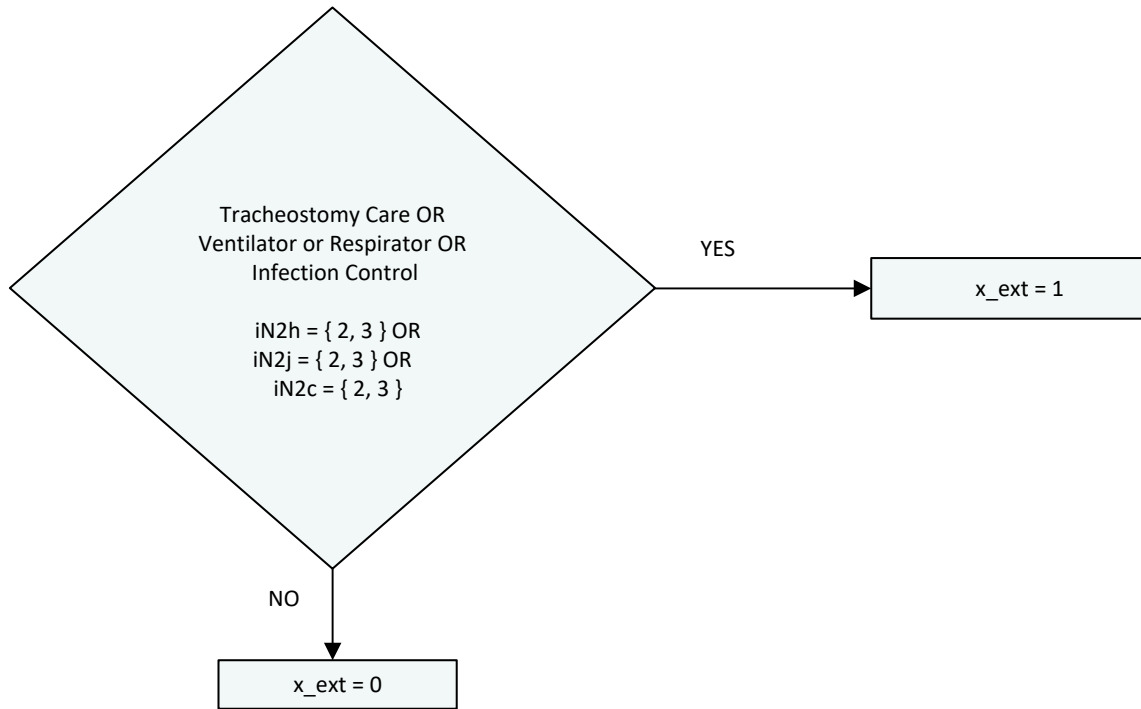 Tracheostomy Care OR
Ventilator or Respirator OR
Infection Control
iN2h = { 2, 3 } OR
iN2j = { 2, 3 } OR
iN2c = { 2, 3 }
YES
x_ext = 1
NO
x_ext = 0